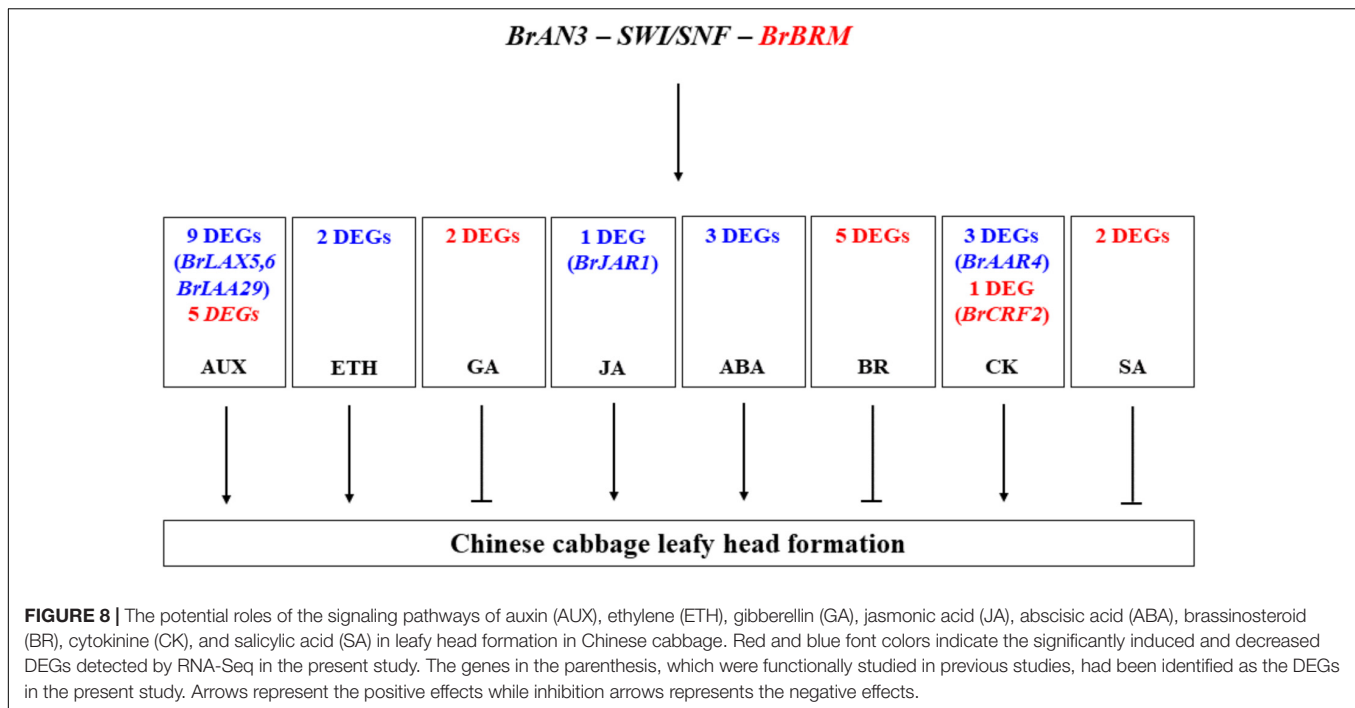 BrAN3 – SWI/SNF – BrBRM
9 DEGs
(BrLAX5,6
BrIAA29)
5 DEGs
AUX
2 DEGs
ETH
2 DEGs
GA
1 DEG
(BrJAR1)
JA
3 DEGs
ABA
5 DEGs
BR
3 DEGs
(BrAAR4)
1 DEG
(BrCRF2)
CK
2 DEGs
SA
Chinese cabbage leafy head formation
FIGURE 8 | The potential roles of the signaling pathways of auxin (AUX), ethylene (ETH), gibberellin (GA), jasmonic acid (JA), abscisic acid (ABA), brassinosteroid
(BR), cytokinine (CK), and salicylic acid (SA) in leafy head formation in Chinese cabbage. Red and blue font colors indicate the significantly induced and decreased
DEGs detected by RNA-Seq in the present study. The genes in the parenthesis, which were functionally studied in previous studies, had been identified as the DEGs
in the present study. Arrows represent the positive effects while inhibition arrows represents the negative effects.